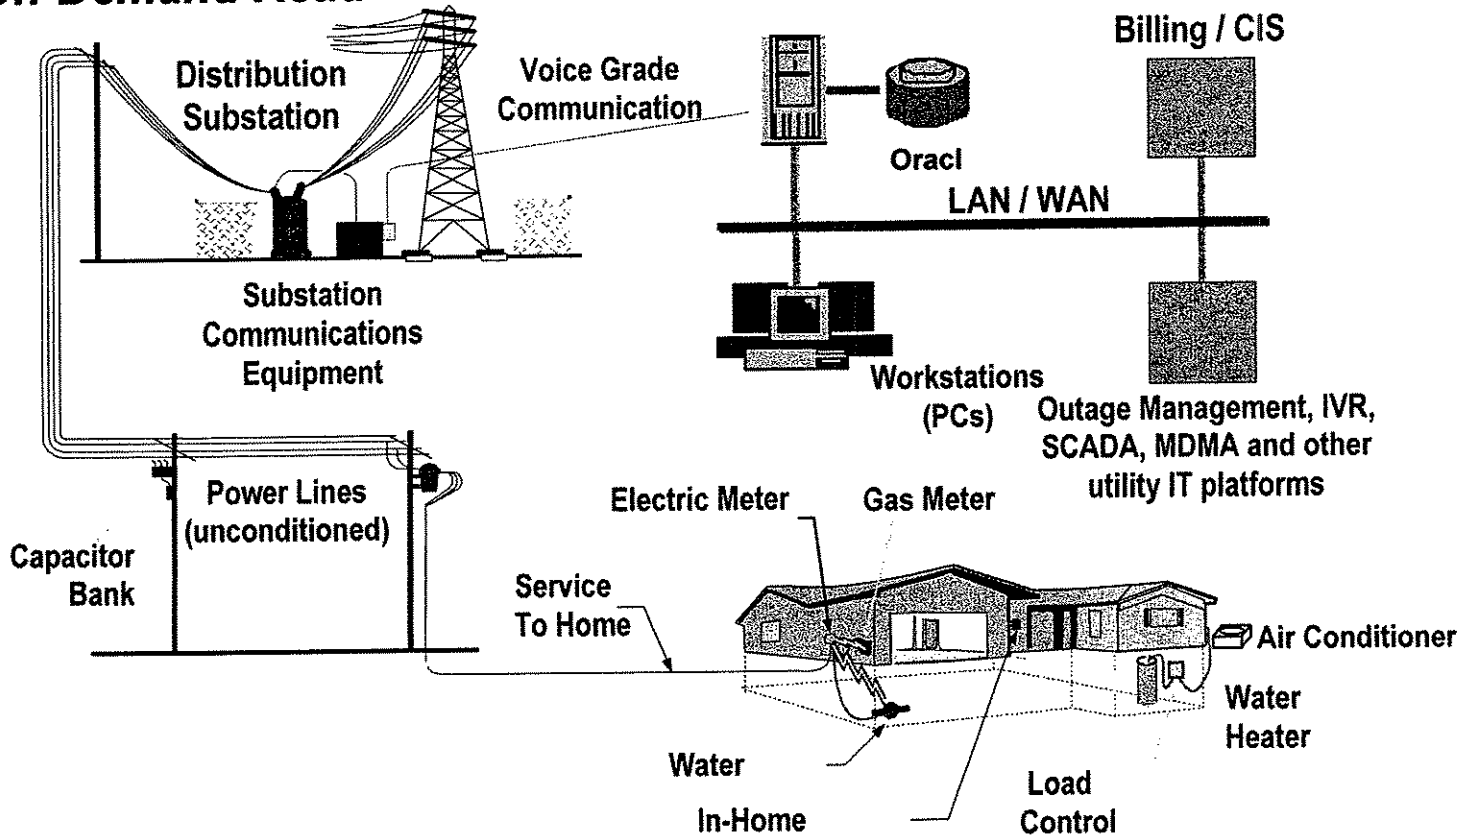 Distribution
Substation
Voice Grade
Communication
Billing / CIS
Oracl
LAN / WAN
Substation
Communications
Equipment
Workstations
(PCs)
Outage Management, IVR,
SCADA, MDMA and other
utility IT platforms
Power Lines
(unconditioned)
Capacitor
Bank
Electric Meter
Gas Meter
Service
To Home
Air Conditioner
Water
Heater
Water
In-Home
Load
Control